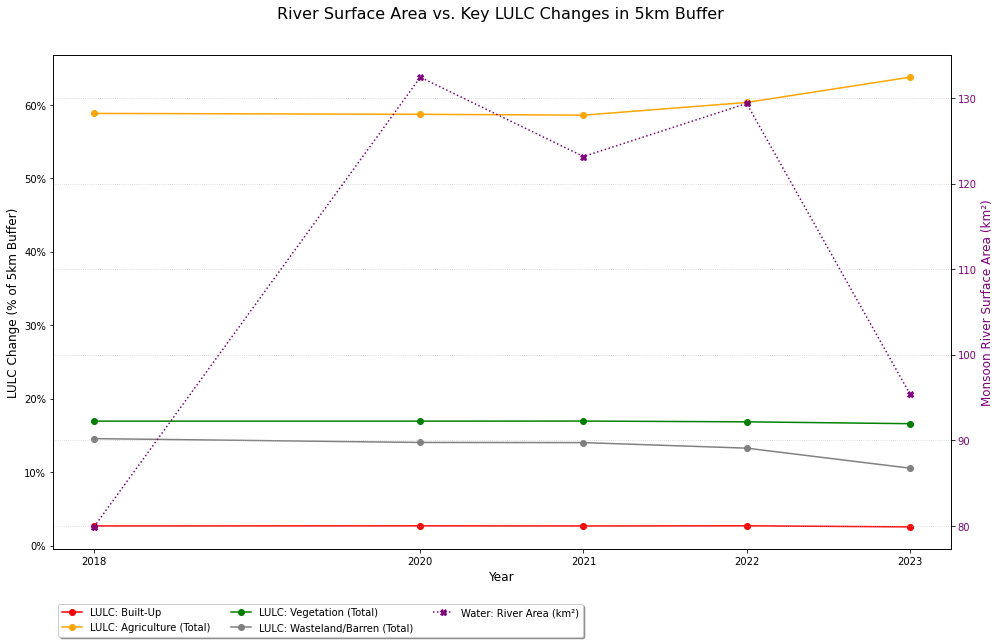 River Surface Area vs. Key LULC Changes in 5km Buffer
LULC Change (% of 5km Buffer)
60%
50%
40%
30%
20%
10%
0%
130
120
110
100
90
80
Monsoon River Surface Area (km²)
2018 2020 2021 2022 2023
Year
LULC: Built-Up
LULC: Agriculture (Total)
LULC: Vegetation (Total)
LULC: Wasteland/Barren (Total)
Water: River Area (km²)